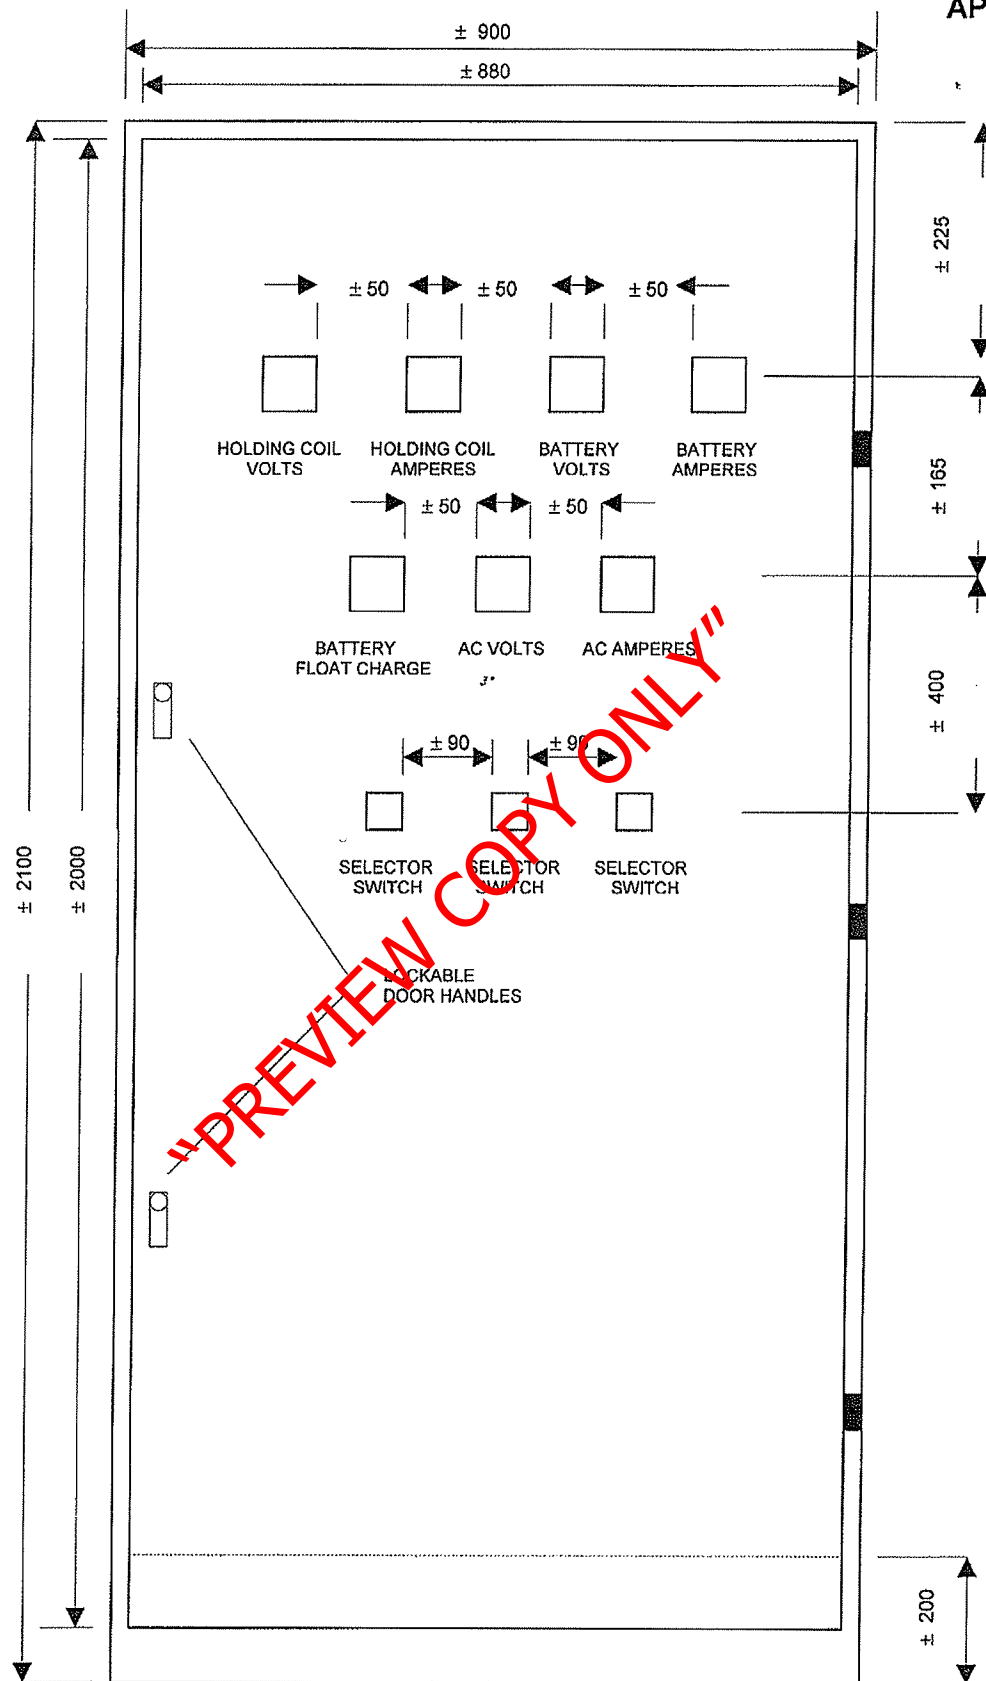 AP
± 900
± 880
± 225
± 50 ± 50 ± 50
HOLDING COIL VOLTS
HOLDING COIL AMPERES
BATTERY VOLTS
BATTERY AMPERES
± 165
± 50 ± 50
BATTERY FLOAT CHARGE
AC VOLTS
AC AMPERES
± 400
± 90 ± 90
SELECTOR SWITCH
SELECTOR SWITCH
SELECTOR SWITCH
± 2100
± 2000
LOCKABLE
DOOR HANDLES
"PREVIEW COPY ONLY"
± 200